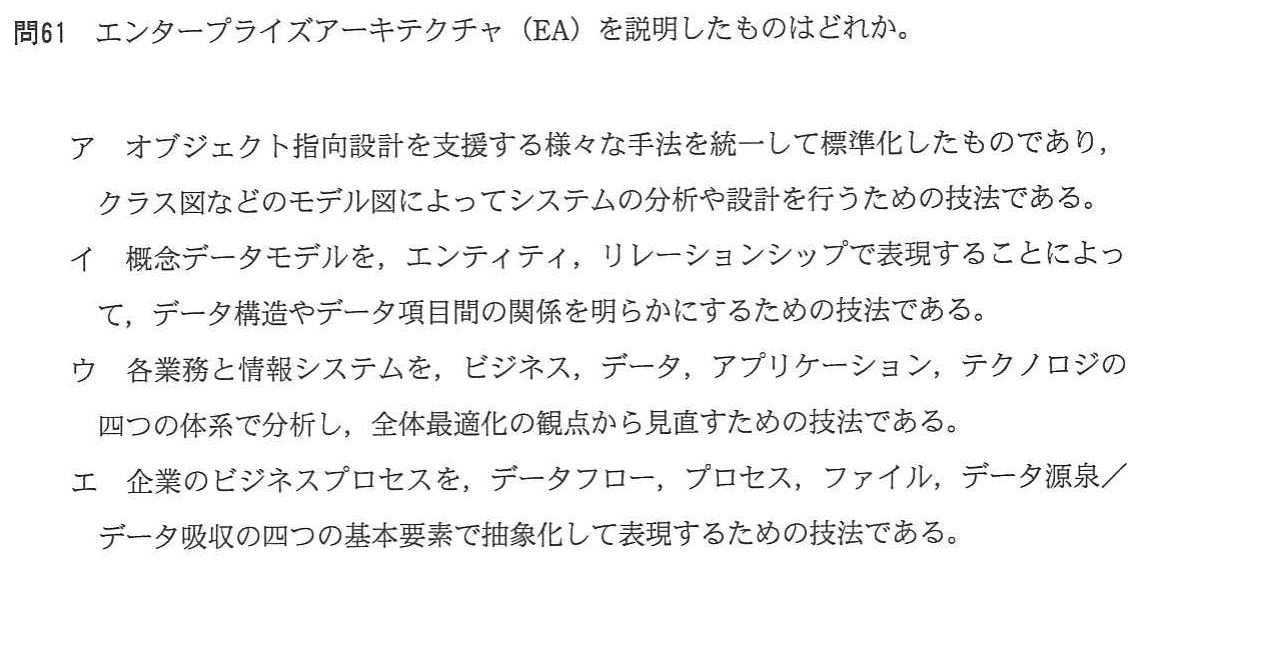 問61　エンタープライズアーキテクチャ（EA）を説明したものはどれか。
ア　オブジェクト指向設計を支援する様々な手法を統一して標準化したものであり，
クラス図などのモデル図によってシステムの分析や設計を行うための技法である。
イ　概念データモデルを，エンティティ，リレーションシップで表現することによっ
て，データ構造やデータ項目間の関係を明らかにするための技法である。
ウ　各業務と情報システムを，ビジネス，データ，アプリケーション，テクノロジの
四つの体系で分析し，全体最適化の観点から見直すための技法である。
エ　企業のビジネスプロセスを，データフロー，プロセス，ファイル，データ源泉／
データ吸収の四つの基本要素で抽象化して表現するための技法である。